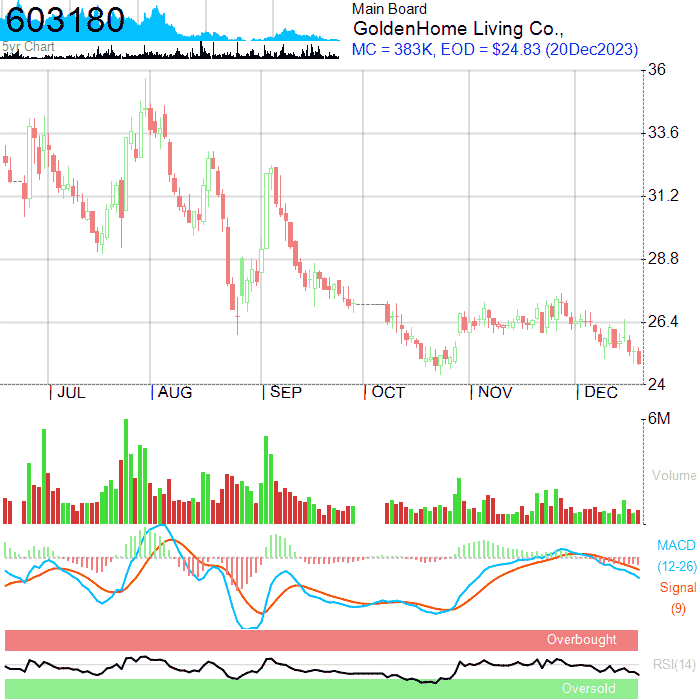 603180
5yr Chart
Main Board
GoldenHome Living Co.,
MC = 383K, EOD = $24.83 (20Dec2023)
36
33.6
31.2
28.8
26.4
24
JUL AUG SEP OCT NOV DEC
6M
Volume
MACD
(12-26)
Signal
(9)
Overbought
RSI(14)
Oversold